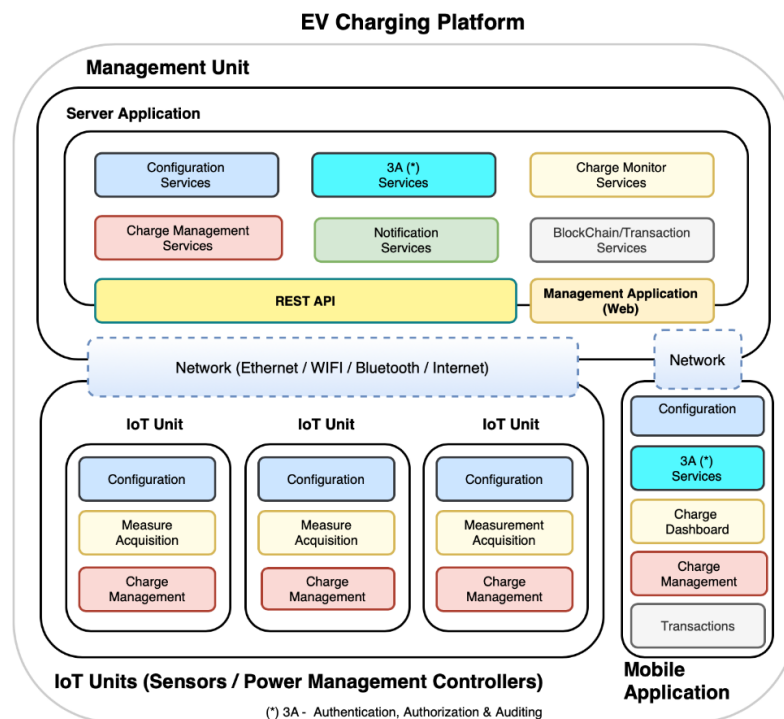 EV Charging Platform
Management Unit
Server Application
Configuration
Services
3A (*)
Services
Charge Monitor
Services
Charge Management
Services
Notification
Services
BlockChain/Transaction
Services
REST API
Management Application
(Web)
Network (Ethernet / WIFI / Bluetooth / Internet)
Network
IoT Unit
IoT Unit
IoT Unit
Configuration
Measure
Acquisition
Charge
Management
Configuration
Measure
Acquisition
Charge
Management
Configuration
Measurement
Acquisition
Charge
Management
Configuration
3A (*)
Services
Charge
Dashboard
Charge
Management
Transactions
IoT Units (Sensors / Power Management Controllers)
Mobile
Application
(*) 3A - Authentication, Authorization & Auditing